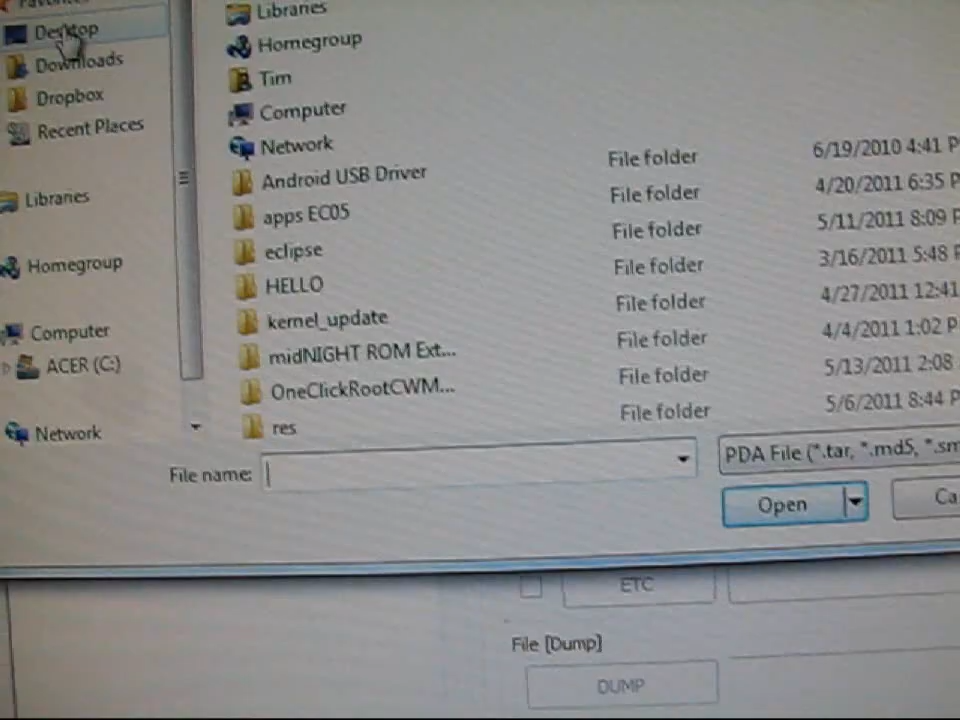 Favorites
Desktop
Downloads
Dropbox
Recent Places
Libraries
Homegroup
Computer
ACER (C:)
Network
Libraries
Homegroup
Tim
Computer
Network
Android USB Driver File folder 6/19/2010 4:41 P
apps EC05 File folder 4/20/2011 6:35 P
eclipse File folder 5/11/2011 8:09 P
HELLO File folder 3/16/2011 5:48 P
kernel_update File folder 4/27/2011 12:41
midNIGHT ROM Ext... File folder 4/4/2011 1:02 P
OneClickRootCWM... File folder 5/13/2011 2:08
res File folder 5/6/2011 8:44 P
File name: PDA File (*.tar, *.md5, *.sm
Open Ca
ETC
File [Dump]
DUMP